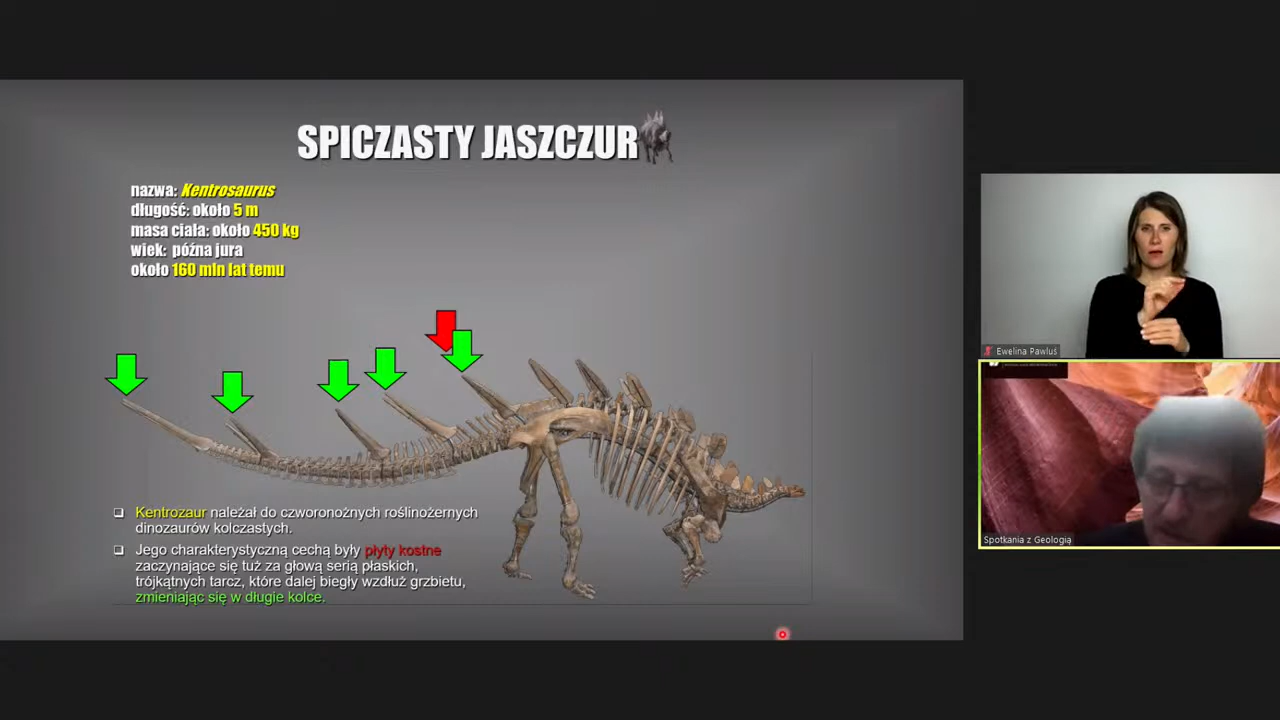 SPICZASTY JASZCZUR
nazwa: Kentrosaurus
długość: około 5 m
masa ciała: około 450 kg
wiek: późna jura
około 160 mln lat temu
❑ Kentrozaur należał do czworonożnych roślinożernych
dinozaurów kolczastych.
❑ Jego charakterystyczną cechą były płyty kostne
zaczynające się tuż za głową serią płaskich,
trójkątnych tarcz, które dalej biegły wzdłuż grzbietu,
zmieniając się w długie kolce.
Ewelina Pawluś
Spotkania z Geologią